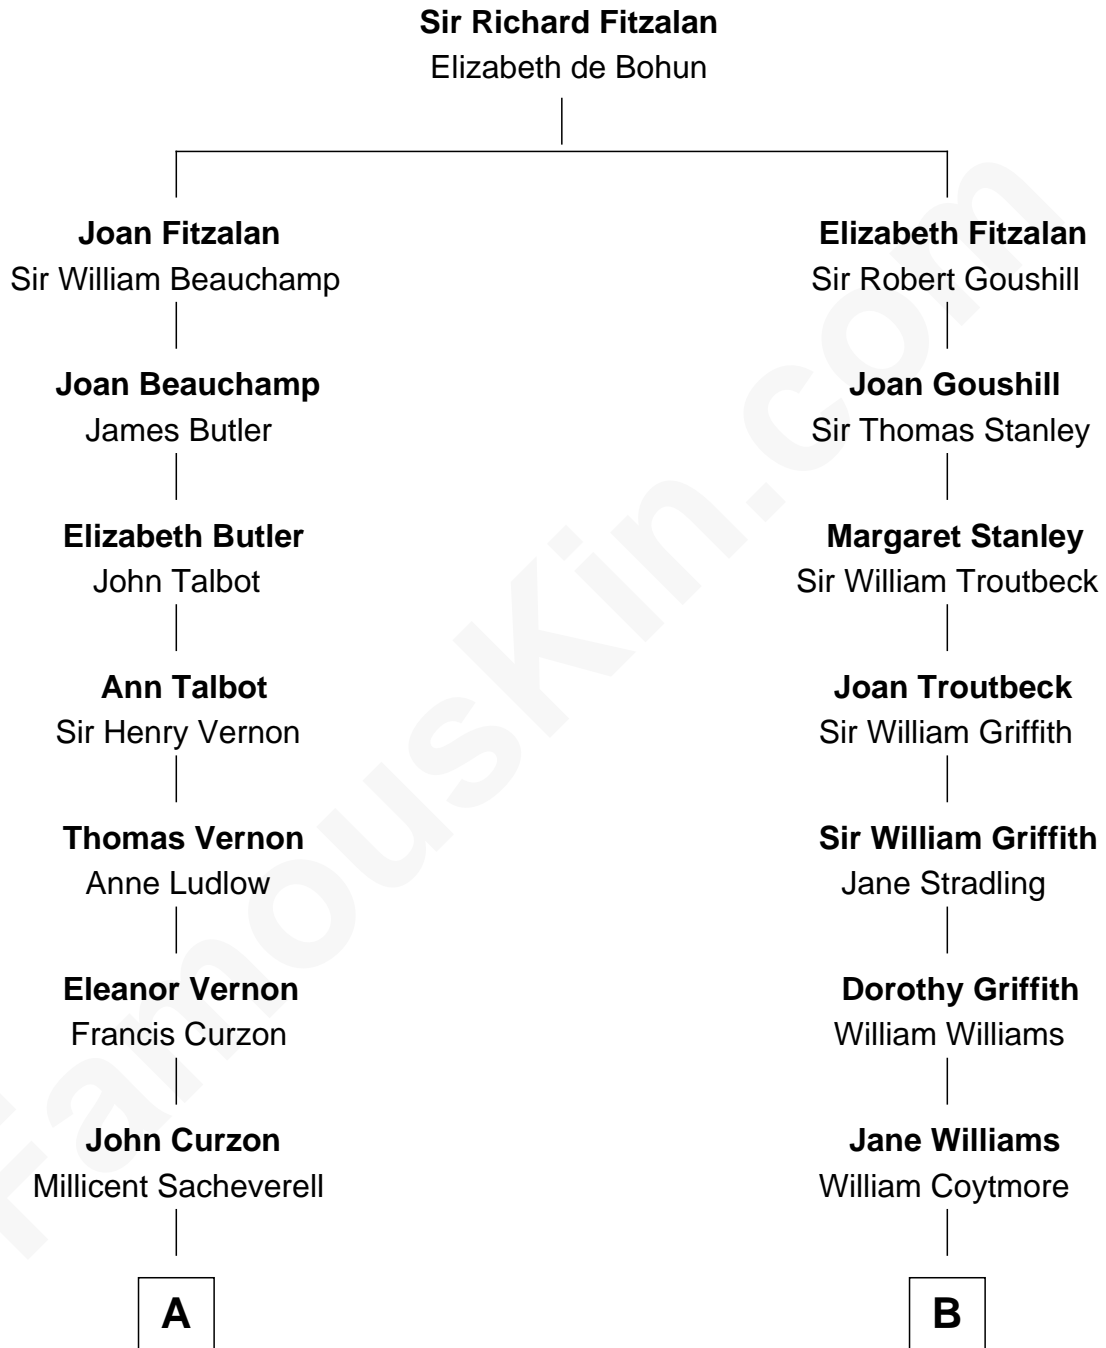 Sir Richard Fitzalan
Elizabeth de Bohun
Joan Fitzalan
Sir William Beauchamp
Elizabeth Fitzalan
Sir Robert Goushill
Joan Beauchamp
James Butler
Joan Goushill
Sir Thomas Stanley
Elizabeth Butler
John Talbot
Margaret Stanley
Sir William Troutbeck
Ann Talbot
Sir Henry Vernon
Joan Troutbeck
Sir William Griffith
Thomas Vernon
Anne Ludlow
Sir William Griffith
Jane Stradling
Eleanor Vernon
Francis Curzon
Dorothy Griffith
William Williams
John Curzon
Millicent Sacheverell
Jane Williams
William Coytmore
A
B
FamousKin.com